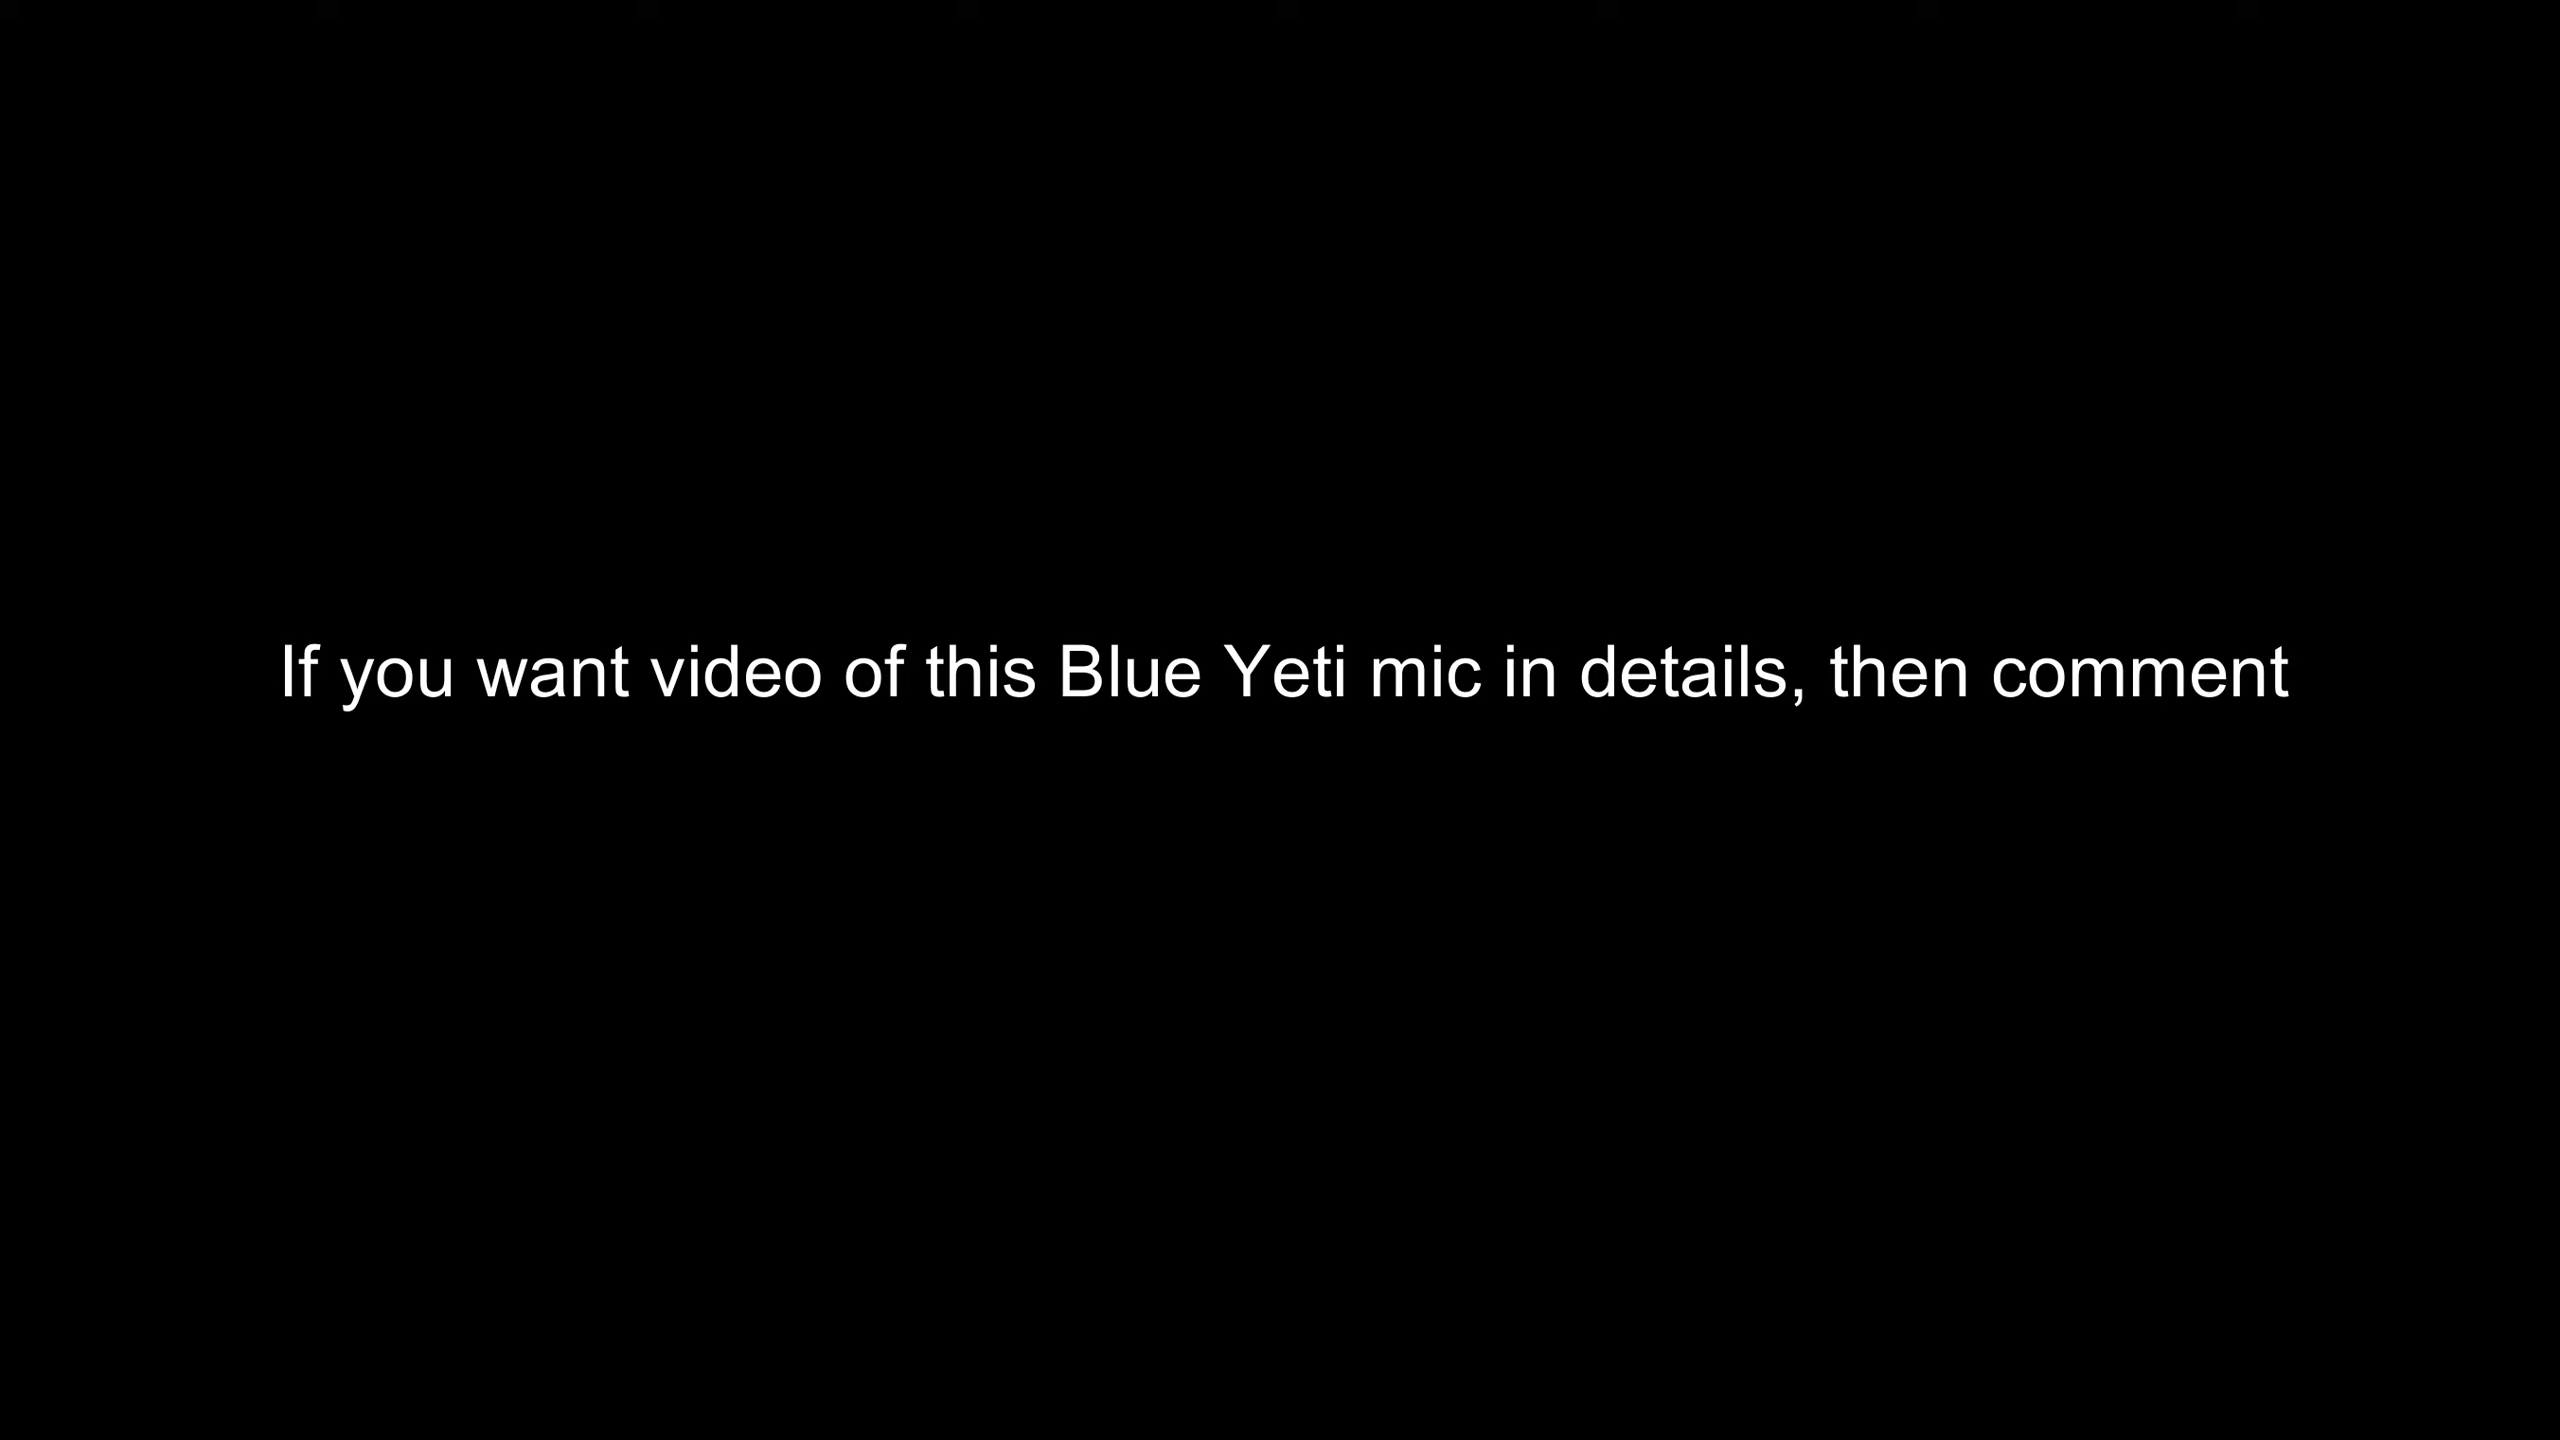 If you want video of this Blue Yeti mic in details, then comment